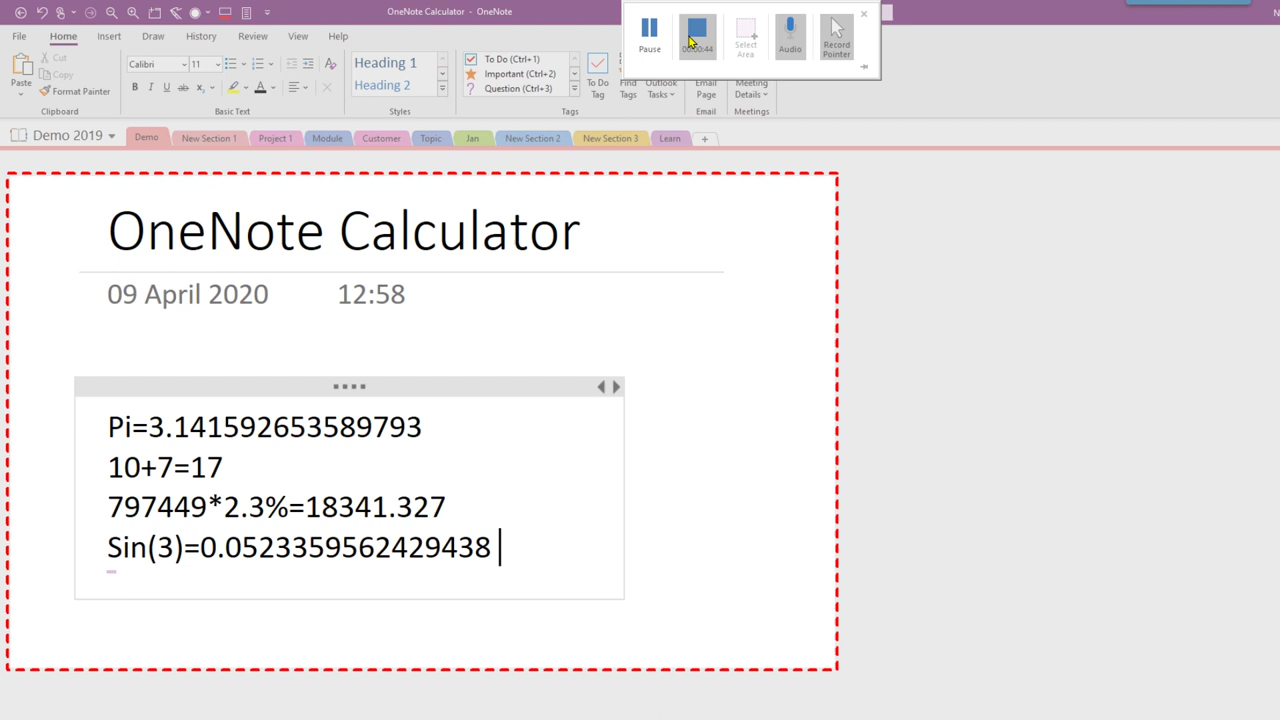 OneNote Calculator - OneNote
File Home Insert Draw History Review View Help
Pause
00:00:44
Select Area
Audio
Record Pointer
Paste
Cut
Copy
Format Painter
Clipboard
Calibri 11
B I U ab x₂ A
Basic Text
Heading 1
Heading 2
Styles
To Do (Ctrl+1)
Important (Ctrl+2)
Question (Ctrl+3)
To Do Tag
Tags
Find Tags
Outlook Tasks
Email Page
Email
Meeting Details
Meetings
Demo 2019 Demo New Section 1 Project 1 Module Customer Topic Jan New Section 2 New Section 3 Learn +
OneNote Calculator
09 April 2020 12:58
Pi=3.141592653589793
10+7=17
797449*2.3%=18341.327
Sin(3)=0.0523359562429438